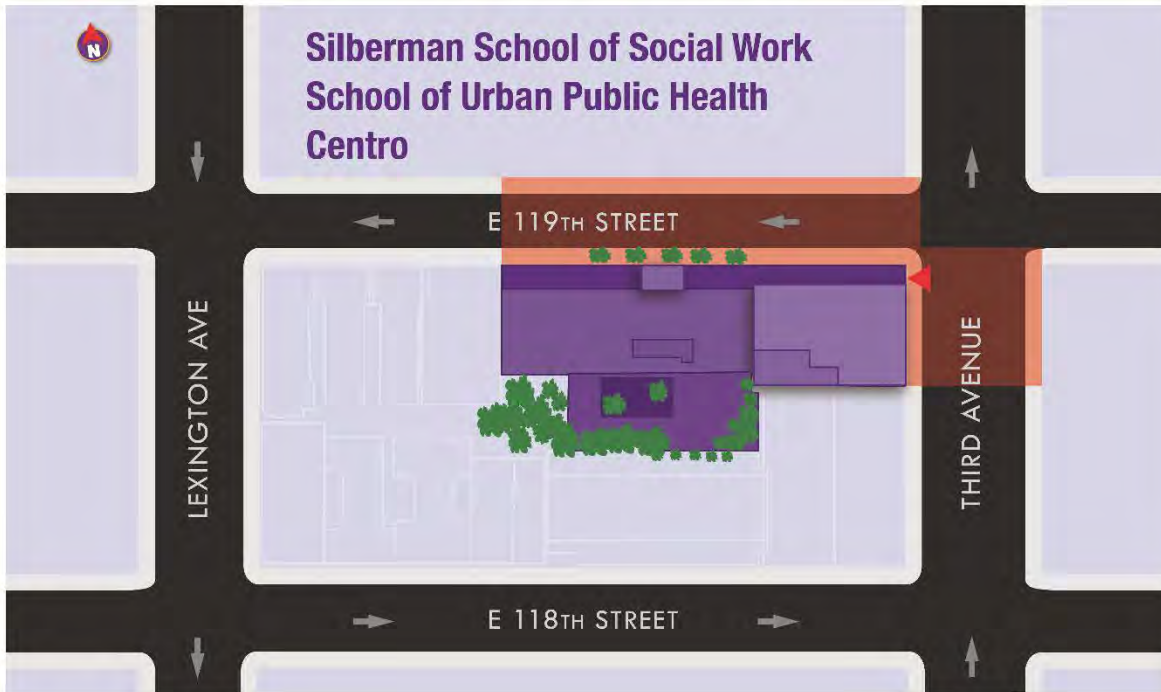 N
Silberman School of Social Work
School of Urban Public Health
Centro
E 119TH STREET
LEXINGTON AVE
THIRD AVENUE
E 118TH STREET